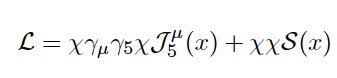 ℒ = χγ_μγ_5χ𝒥_5^μ(x) + χχ𝒮(x)